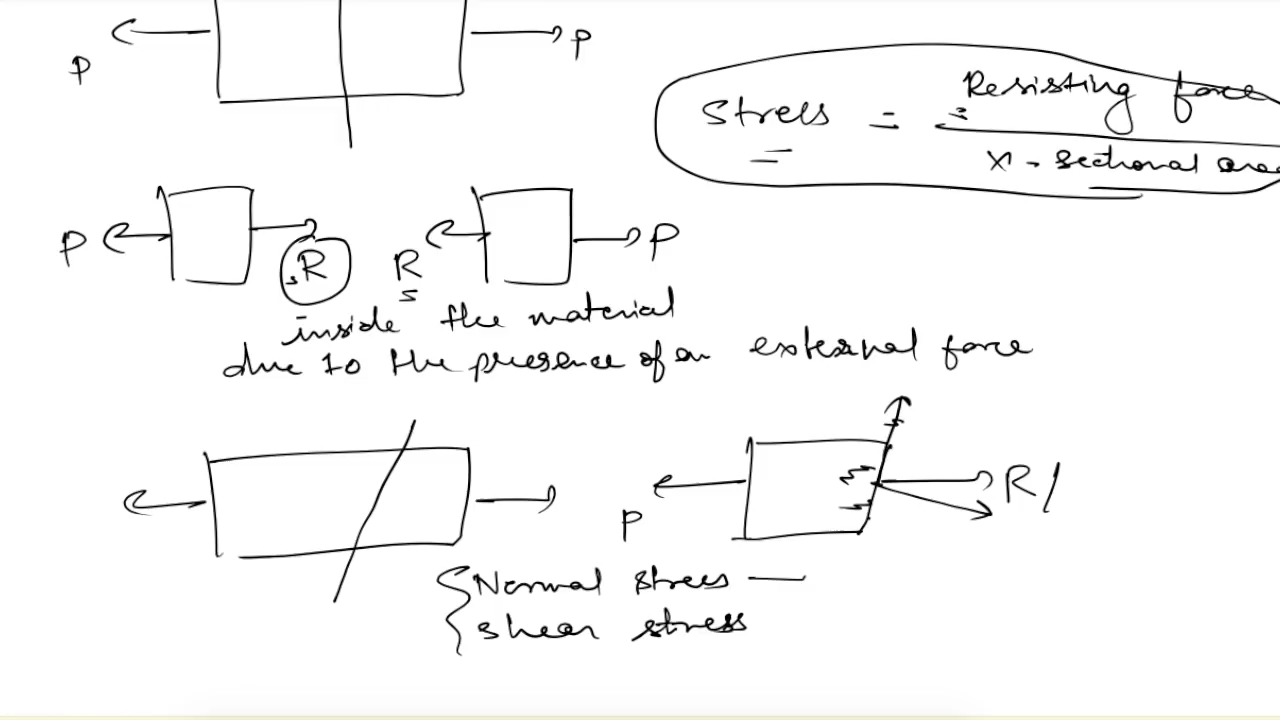 P P
Resisting force
Stress = 
x - sectional area
P R R P
inside the material
due to the presence of an external force
P R
Normal stress —
shear stress